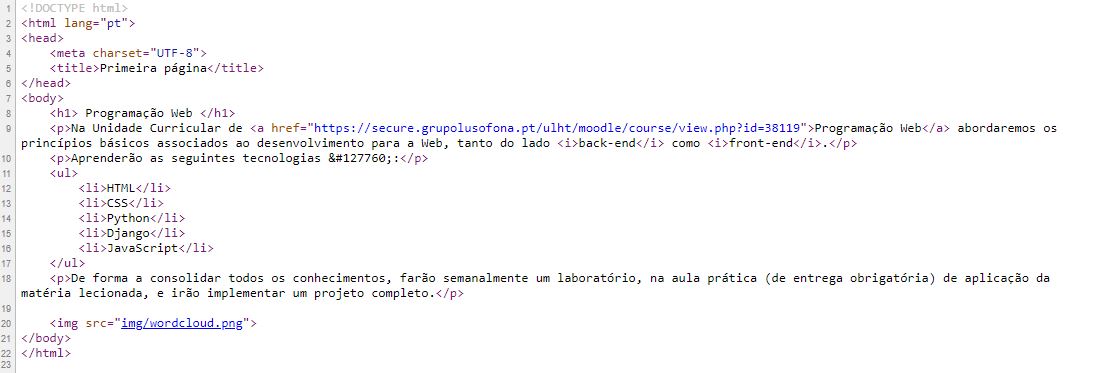 1 <!DOCTYPE html>
2 <html lang="pt">
3 <head>
4     <meta charset="UTF-8">
5     <title>Primeira página</title>
6 </head>
7 <body>
8     <h1> Programação Web </h1>
9     <p>Na Unidade Curricular de <a href="https://secure.grupolusofona.pt/ulht/moodle/course/view.php?id=38119">Programação Web</a> abordaremos os
princípios básicos associados ao desenvolvimento para a Web, tanto do lado <i>back-end</i> como <i>front-end</i>.</p>
10     <p>Aprenderão as seguintes tecnologias &#127760;:</p>
11     <ul>
12         <li>HTML</li>
13         <li>CSS</li>
14         <li>Python</li>
15         <li>Django</li>
16         <li>JavaScript</li>
17     </ul>
18     <p>De forma a consolidar todos os conhecimentos, farão semanalmente um laboratório, na aula prática (de entrega obrigatória) de aplicação da
matéria lecionada, e irão implementar um projeto completo.</p>
19
20     <img src="img/wordcloud.png">
21 </body>
22 </html>
23